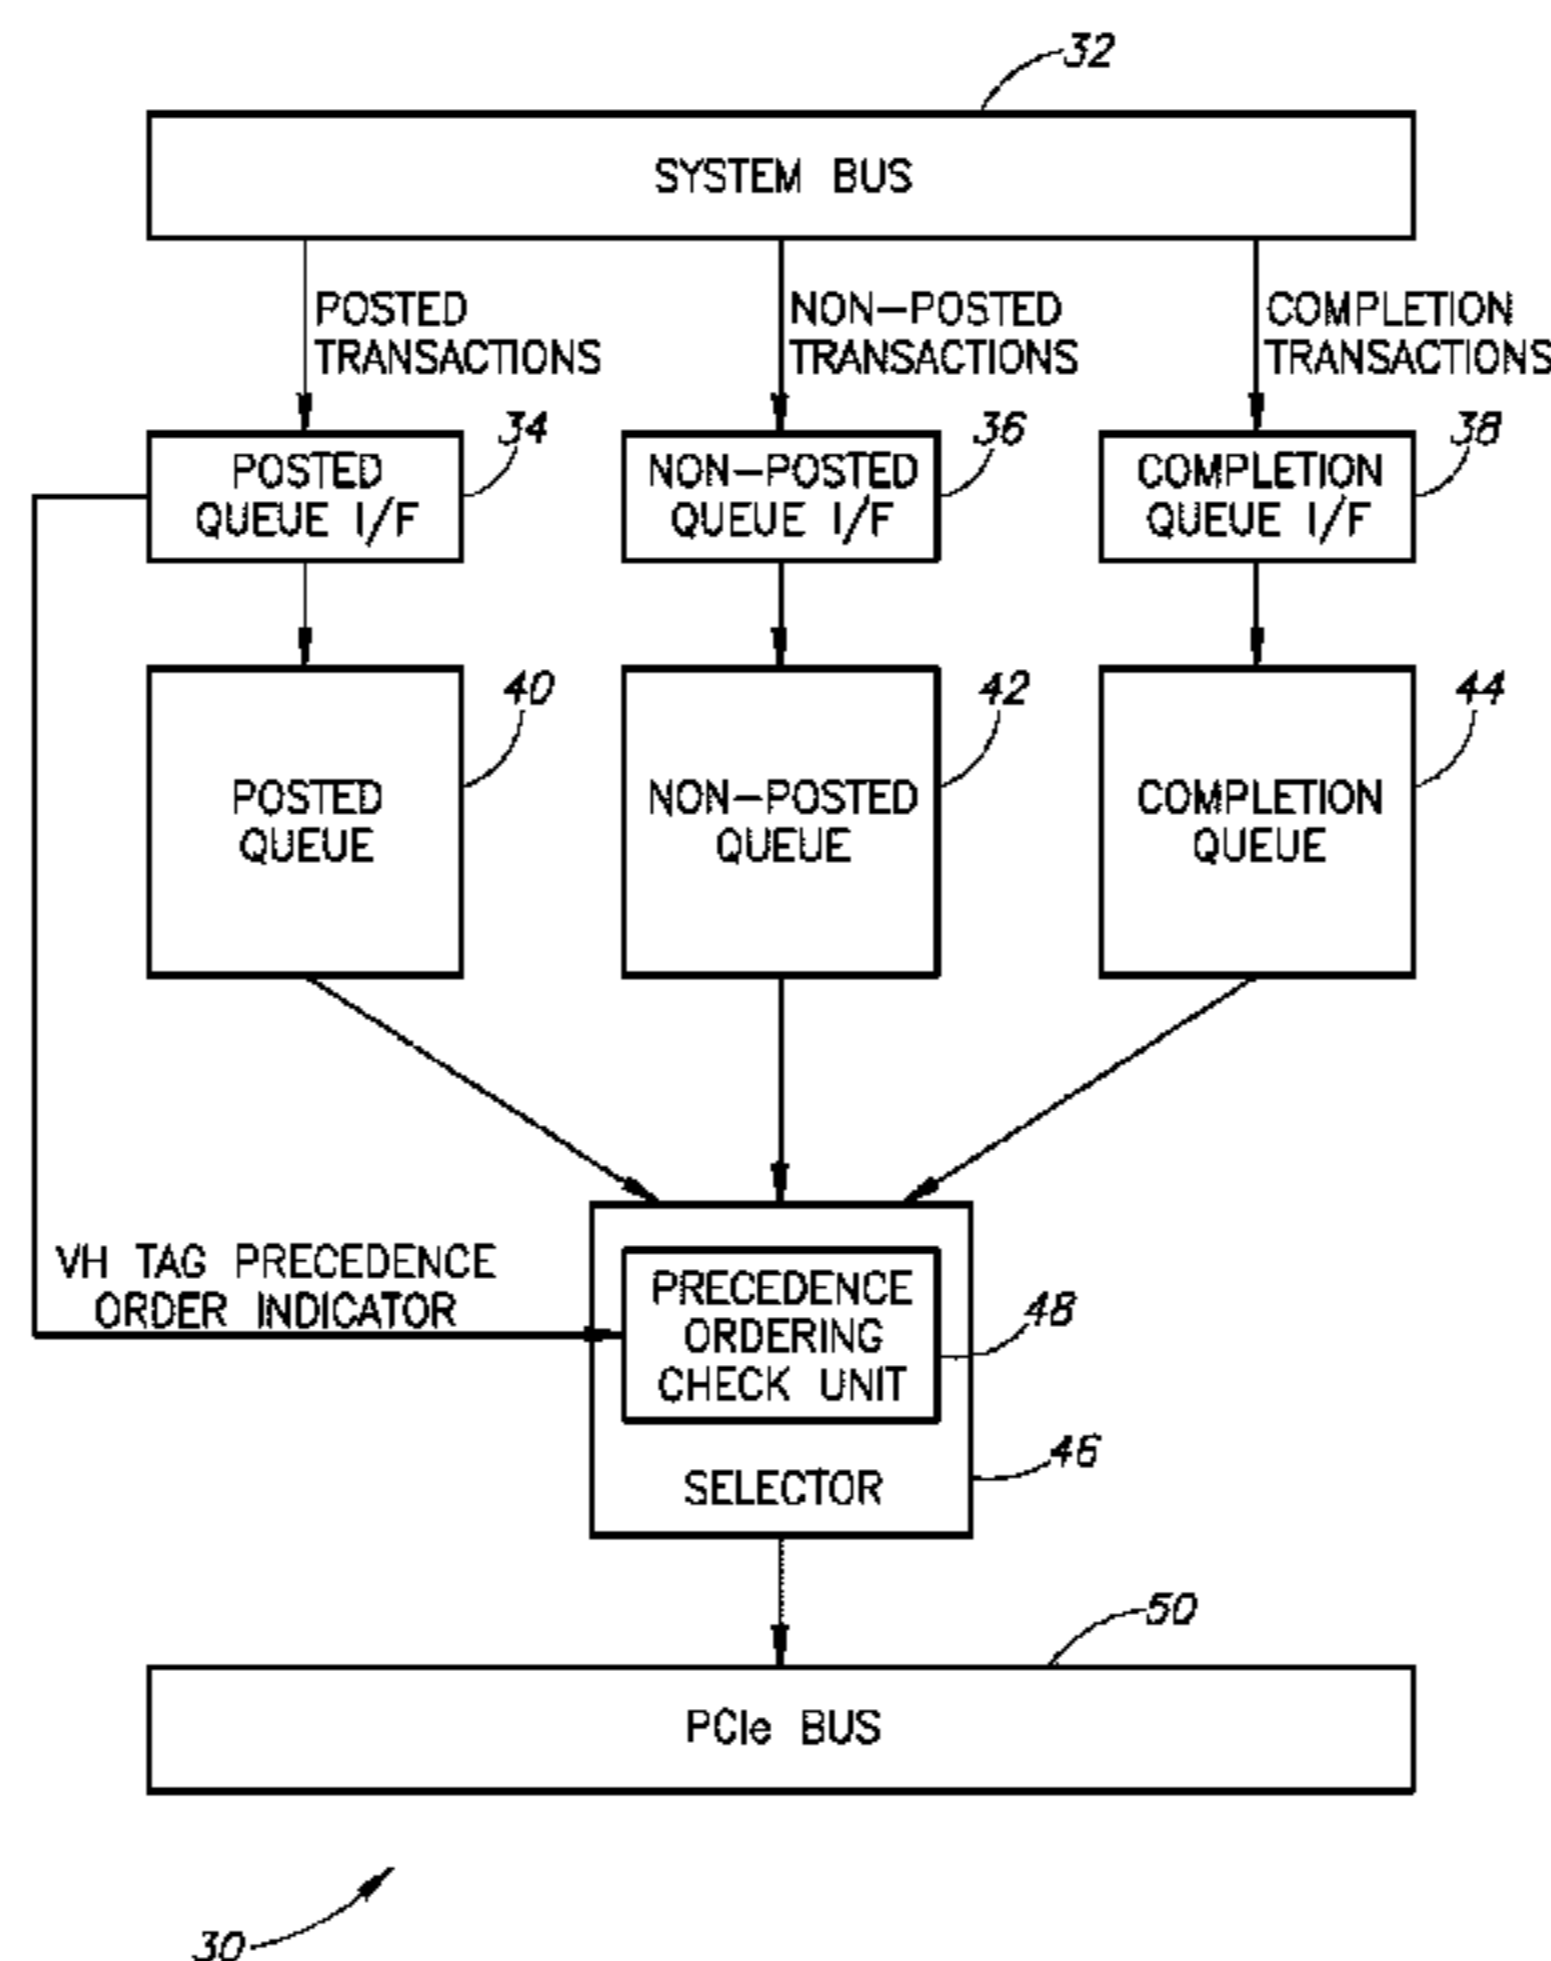 32
SYSTEM BUS
POSTED
TRANSACTIONS
NON-POSTED
TRANSACTIONS
COMPLETION
TRANSACTIONS
34
POSTED
QUEUE I/F
36
NON-POSTED
QUEUE I/F
38
COMPLETION
QUEUE I/F
40
POSTED
QUEUE
42
NON-POSTED
QUEUE
44
COMPLETION
QUEUE
VH TAG PRECEDENCE
ORDER INDICATOR
PRECEDENCE
ORDERING
CHECK UNIT
48
SELECTOR
46
50
PCIe BUS
30